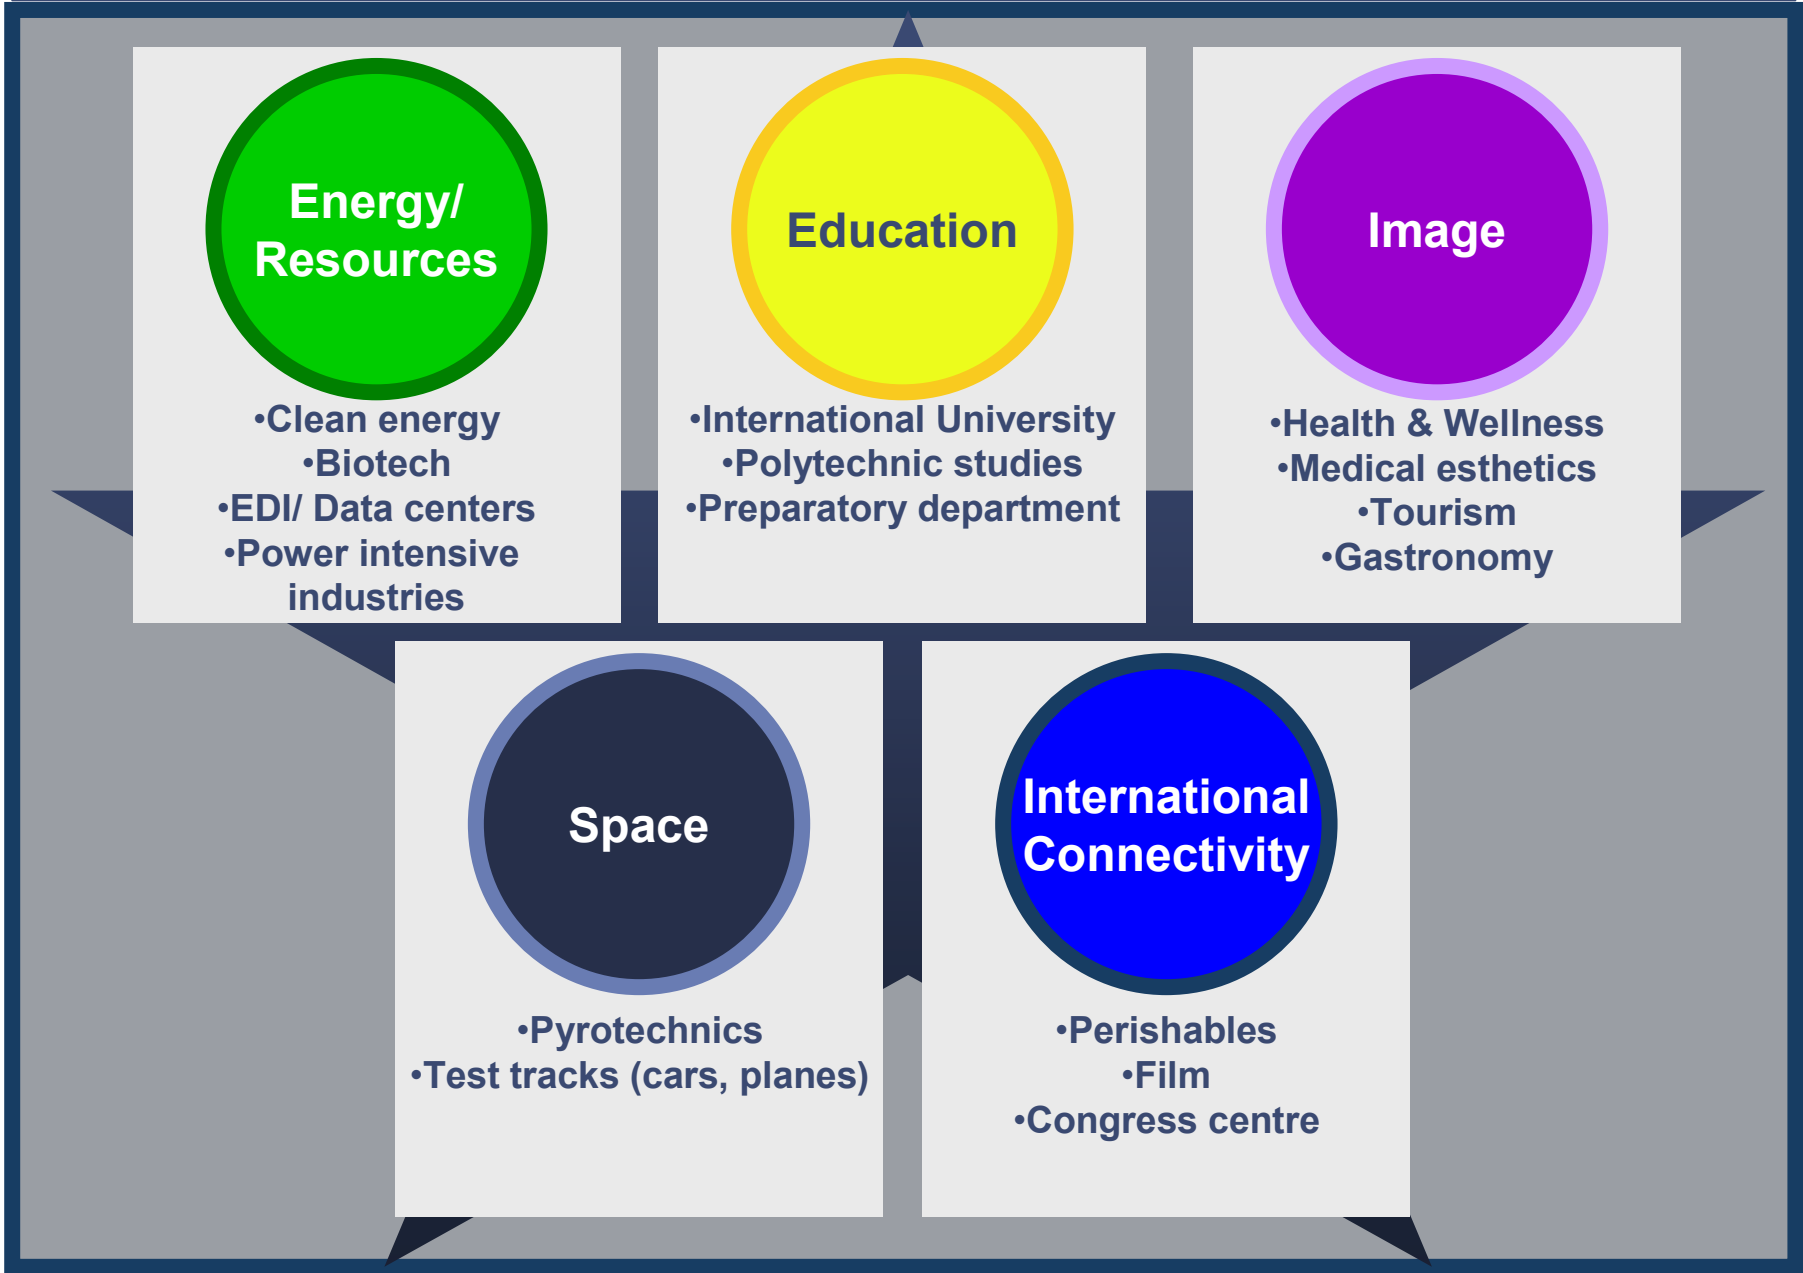 Energy/
Resources
•Clean energy
•Biotech
•EDI/ Data centers
•Power intensive
industries
Education
•International University
•Polytechnic studies
•Preparatory department
Image
•Health & Wellness
•Medical esthetics
•Tourism
•Gastronomy
Space
•Pyrotechnics
•Test tracks (cars, planes)
International
Connectivity
•Perishables
•Film
•Congress centre